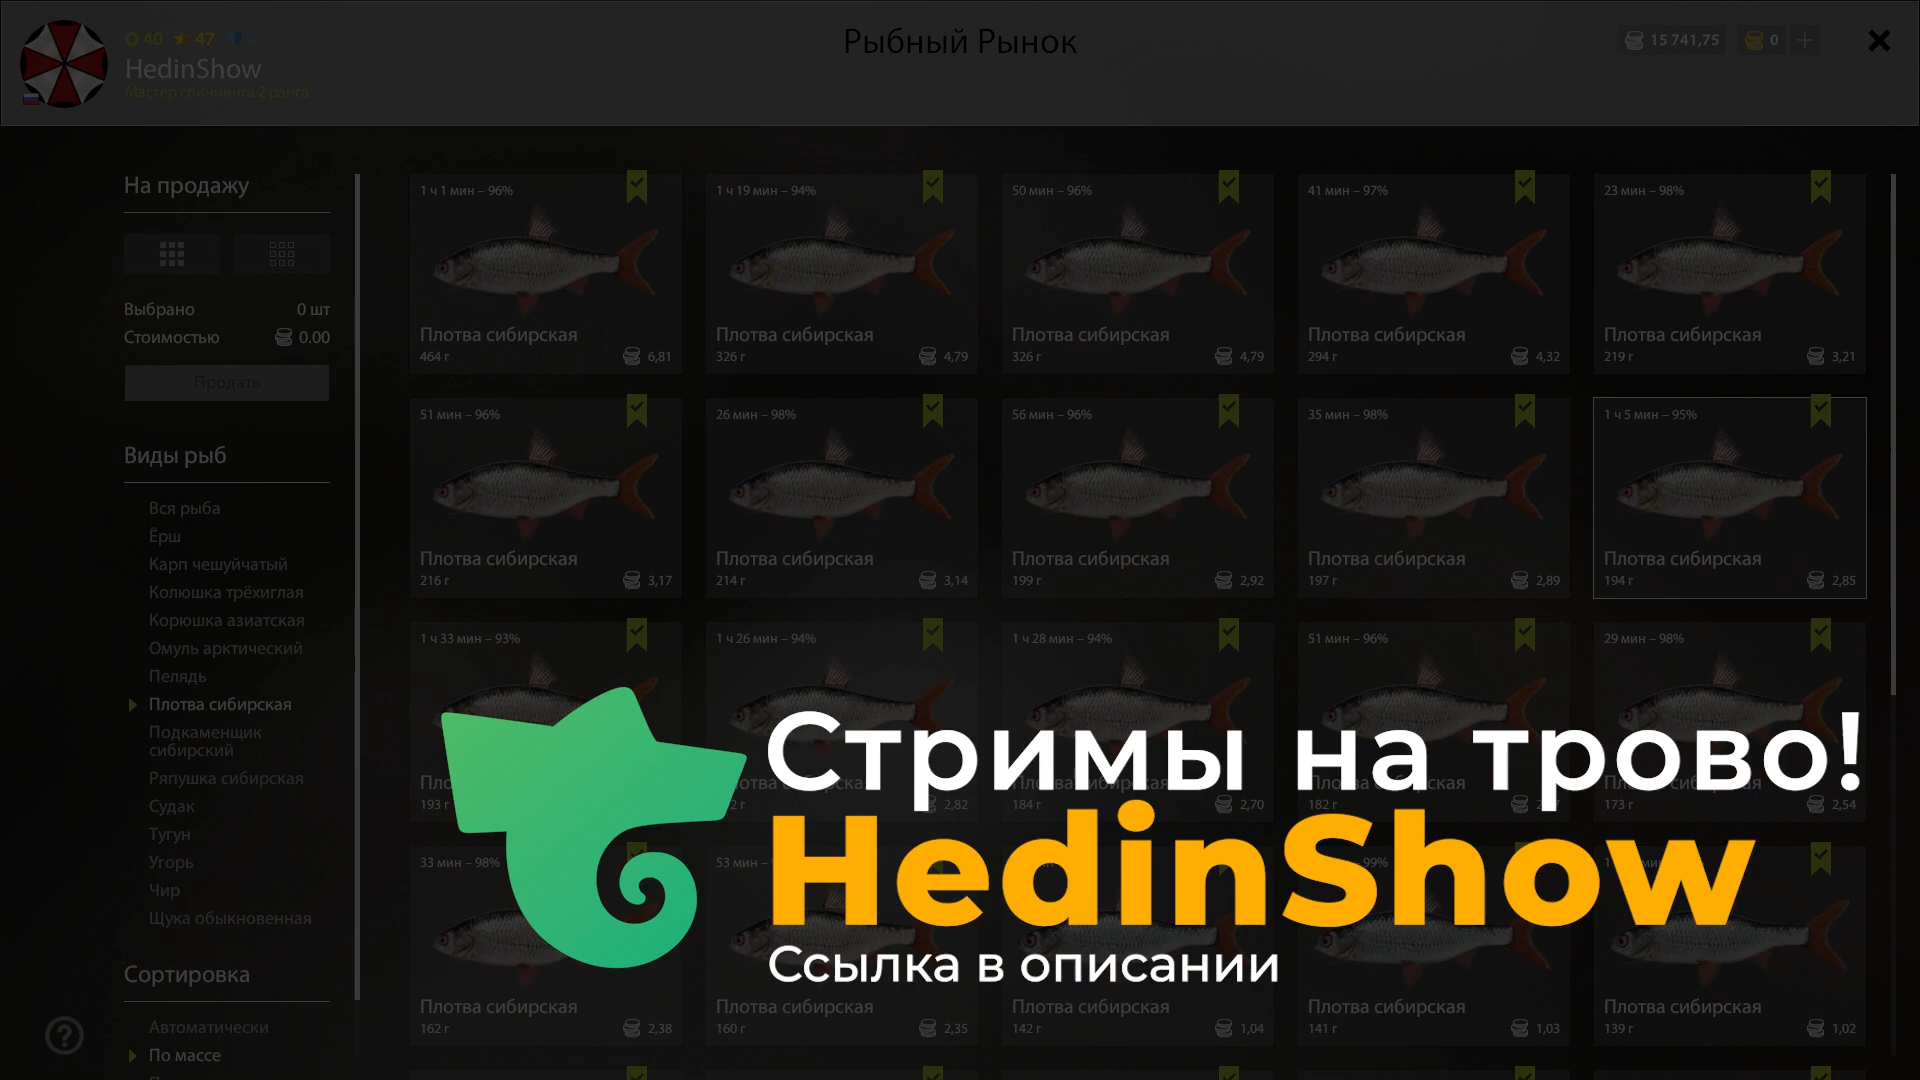 40 47 0
HedinShow
Мастер спиннинга 2 ранга
Рыбный Рынок
15 741,75 0
На продажу
Выбрано 0 шт
Стоимостью 0.00
Продать
Виды рыб
Вся рыба
Ёрш
Карп чешуйчатый
Колюшка трёхиглая
Корюшка азиатская
Омуль арктический
Пелядь
Плотва сибирская
Подкаменщик
сибирский
Ряпушка сибирская
Судак
Тугун
Угорь
Чир
Щука обыкновенная
Сортировка
Автоматически
По массе
1 ч 1 мин – 96% 1 ч 19 мин – 94% 50 мин – 96% 41 мин – 97% 23 мин – 98%
Плотва сибирская Плотва сибирская Плотва сибирская Плотва сибирская Плотва сибирская
464 г 6,81 326 г 4,79 326 г 4,79 294 г 4,32 219 г 3,21
51 мин – 96% 26 мин – 98% 56 мин – 96% 35 мин – 98% 1 ч 5 мин – 95%
Плотва сибирская Плотва сибирская Плотва сибирская Плотва сибирская Плотва сибирская
216 г 3,17 214 г 3,14 199 г 2,92 197 г 2,89 194 г 2,85
1 ч 33 мин – 93% 1 ч 26 мин – 94% 1 ч 28 мин – 94% 51 мин – 96% 29 мин – 98%
193 г 2,82 184 г 2,70 182 г 173 г 2,54
Стримы на трово!
HedinShow
Ссылка в описании
33 мин – 98% 53 мин –
Плотва сибирская Плотва сибирская Плотва сибирская Плотва сибирская Плотва сибирская
162 г 2,38 160 г 2,35 142 г 1,04 141 г 1,03 139 г 1,02